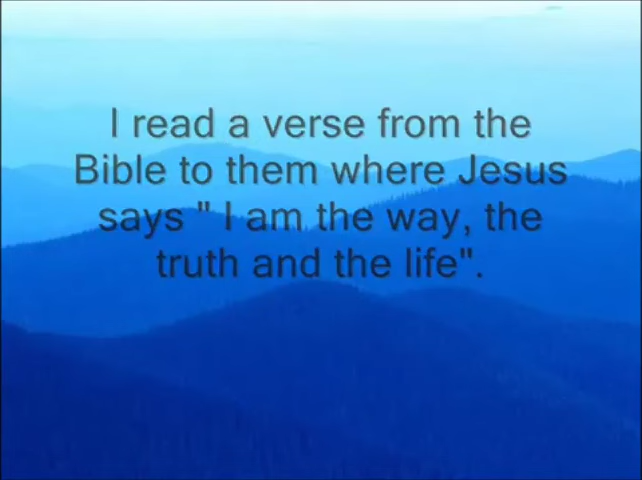 I read a verse from the
Bible to them where Jesus
says " I am the way, the
truth and the life".